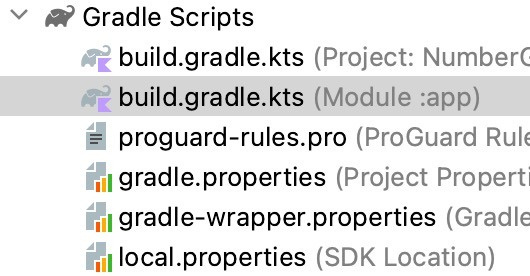 Gradle Scripts
build.gradle.kts (Project: Number
build.gradle.kts (Module :app)
proguard-rules.pro (ProGuard Rule
gradle.properties (Project Properti
gradle-wrapper.properties (Gradle
local.properties (SDK Location)